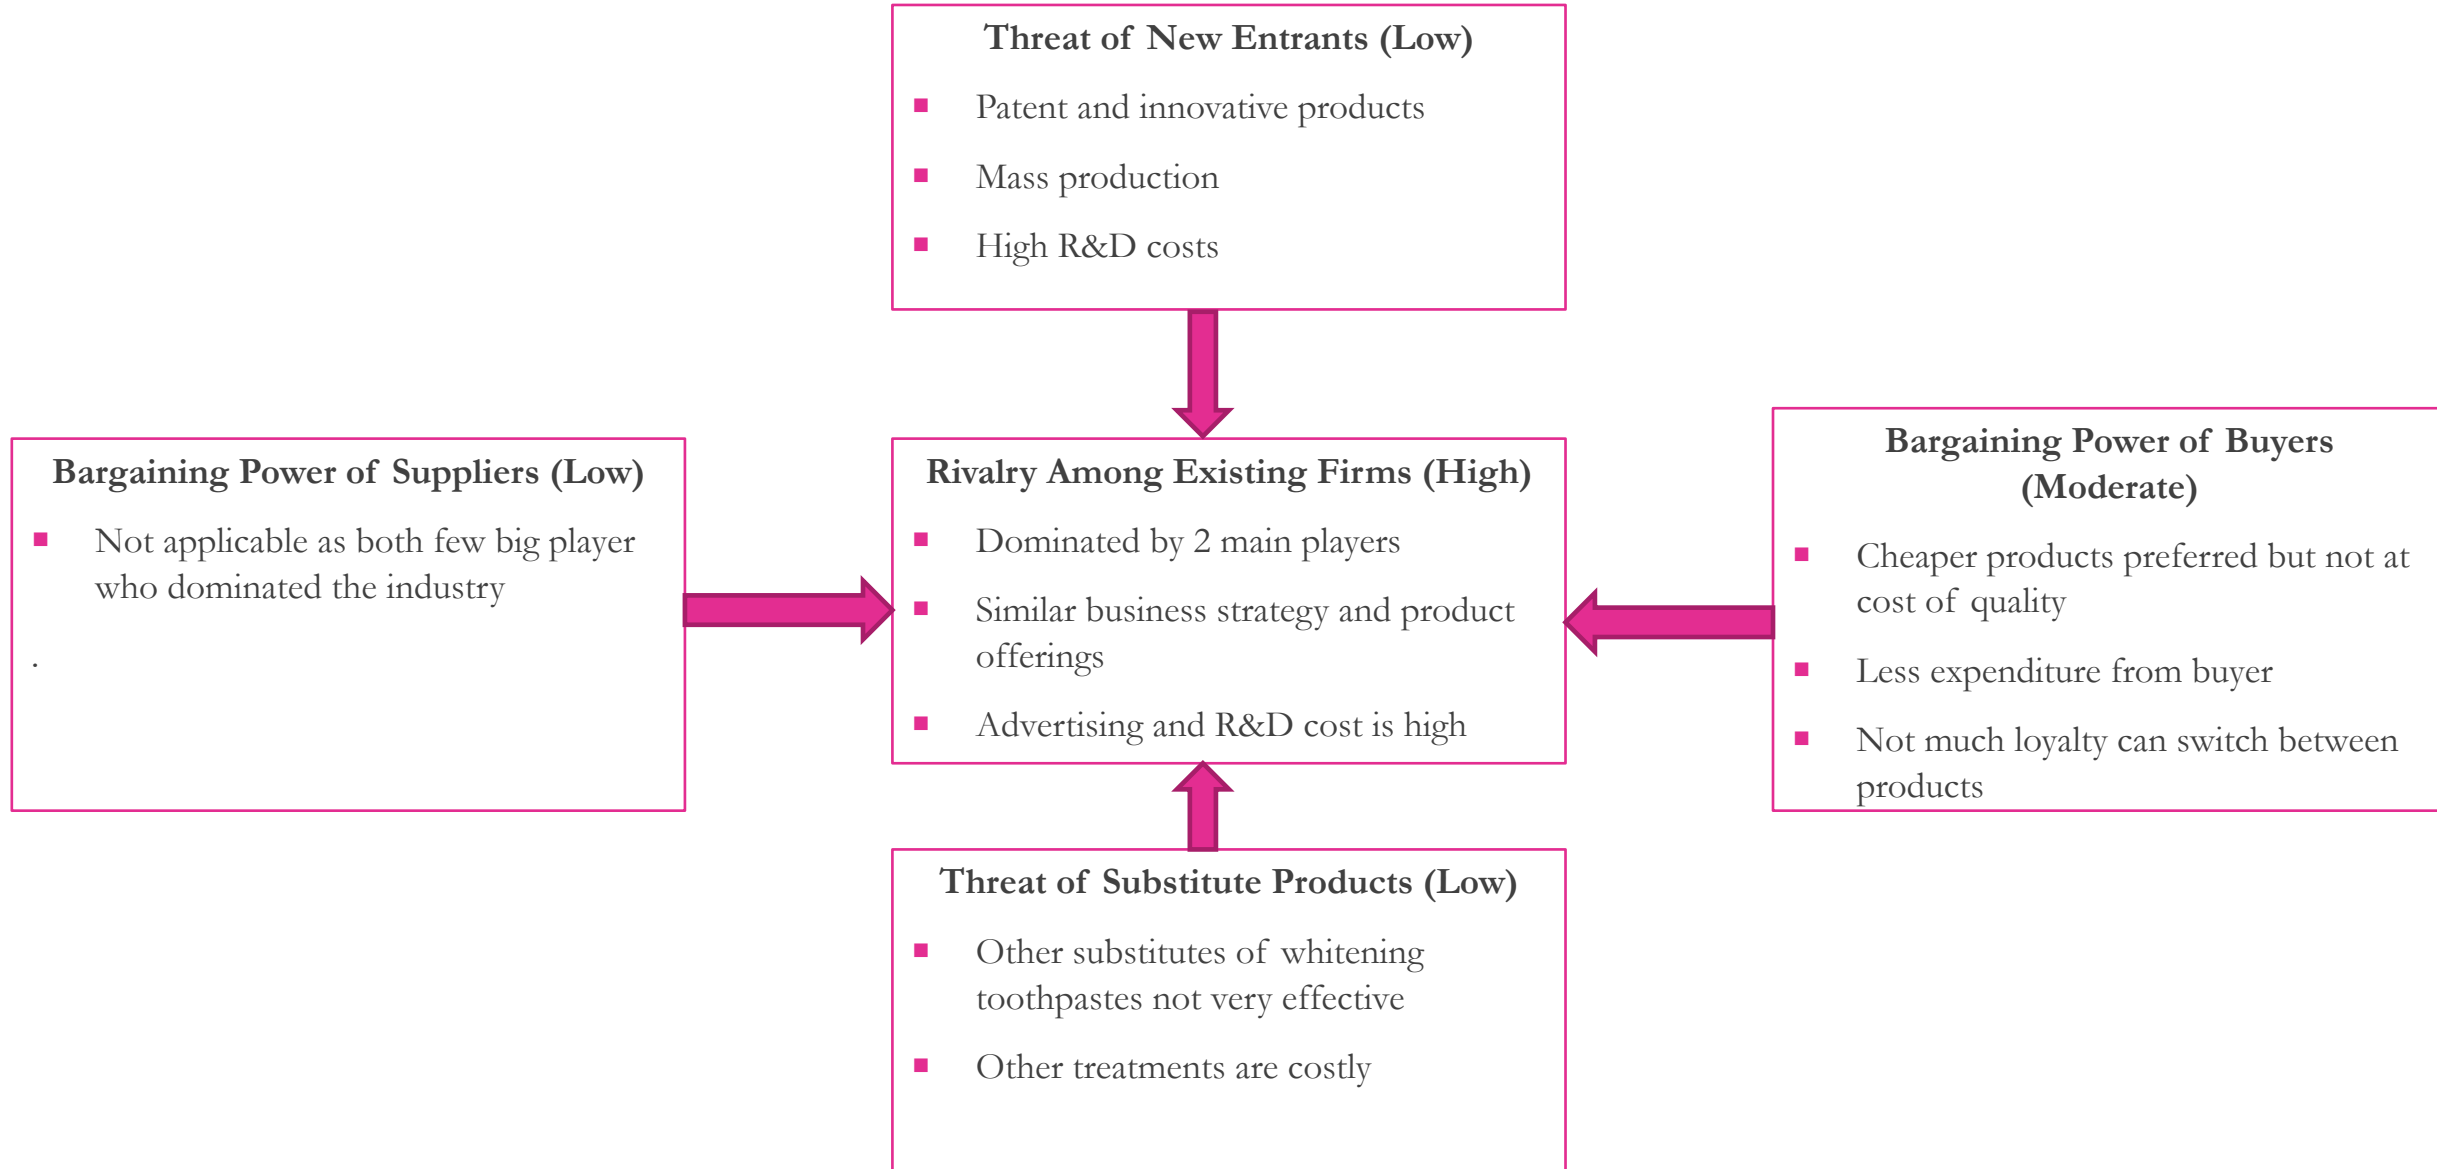 Threat of New Entrants (Low)
▪ Patent and innovative products
▪ Mass production
▪ High R&D costs
Bargaining Power of Suppliers (Low)
▪ Not applicable as both few big player
who dominated the industry
.
Rivalry Among Existing Firms (High)
▪ Dominated by 2 main players
▪ Similar business strategy and product
offerings
▪ Advertising and R&D cost is high
Bargaining Power of Buyers
(Moderate)
▪ Cheaper products preferred but not at
cost of quality
▪ Less expenditure from buyer
▪ Not much loyalty can switch between
products
Threat of Substitute Products (Low)
▪ Other substitutes of whitening
toothpastes not very effective
▪ Other treatments are costly